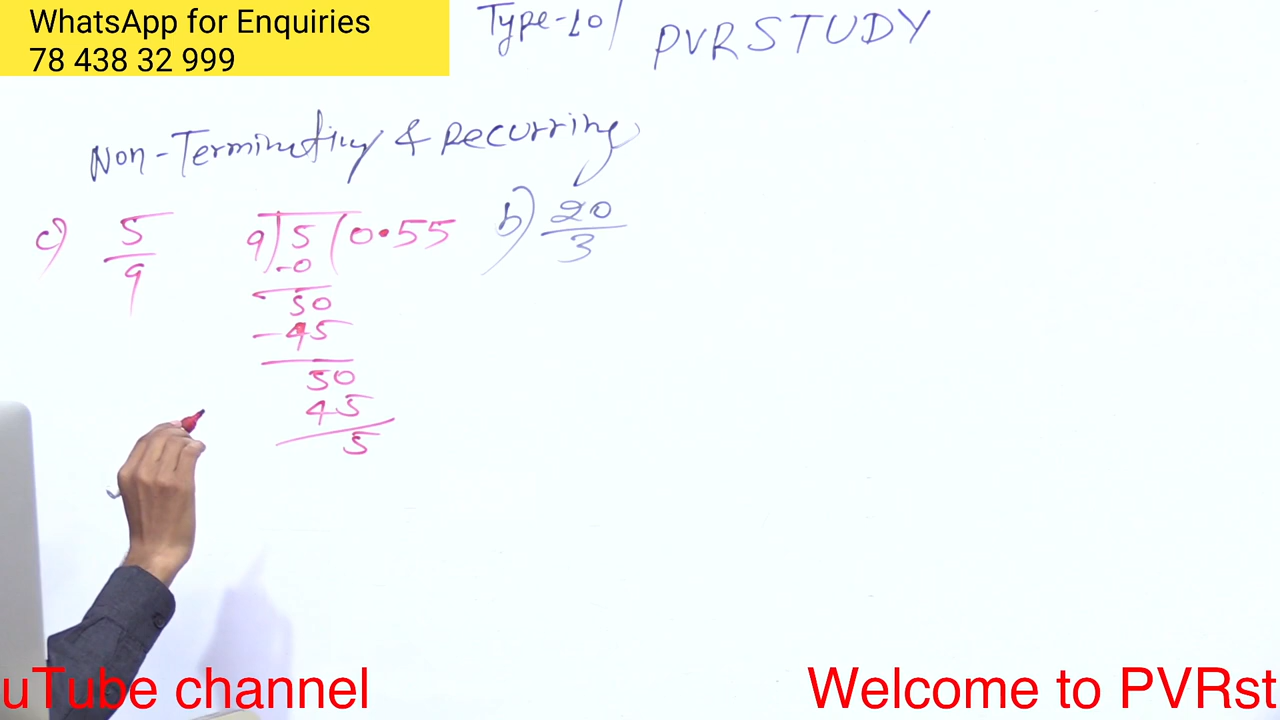 WhatsApp for Enquiries
78 438 32 999
Type-10/ PVRSTUDY
Non-Terminating & Recurring
c) 5/9
9)5(0.55
-0
50
-45
50
45
5
b) 20/3
uTube channel
Welcome to PVRst